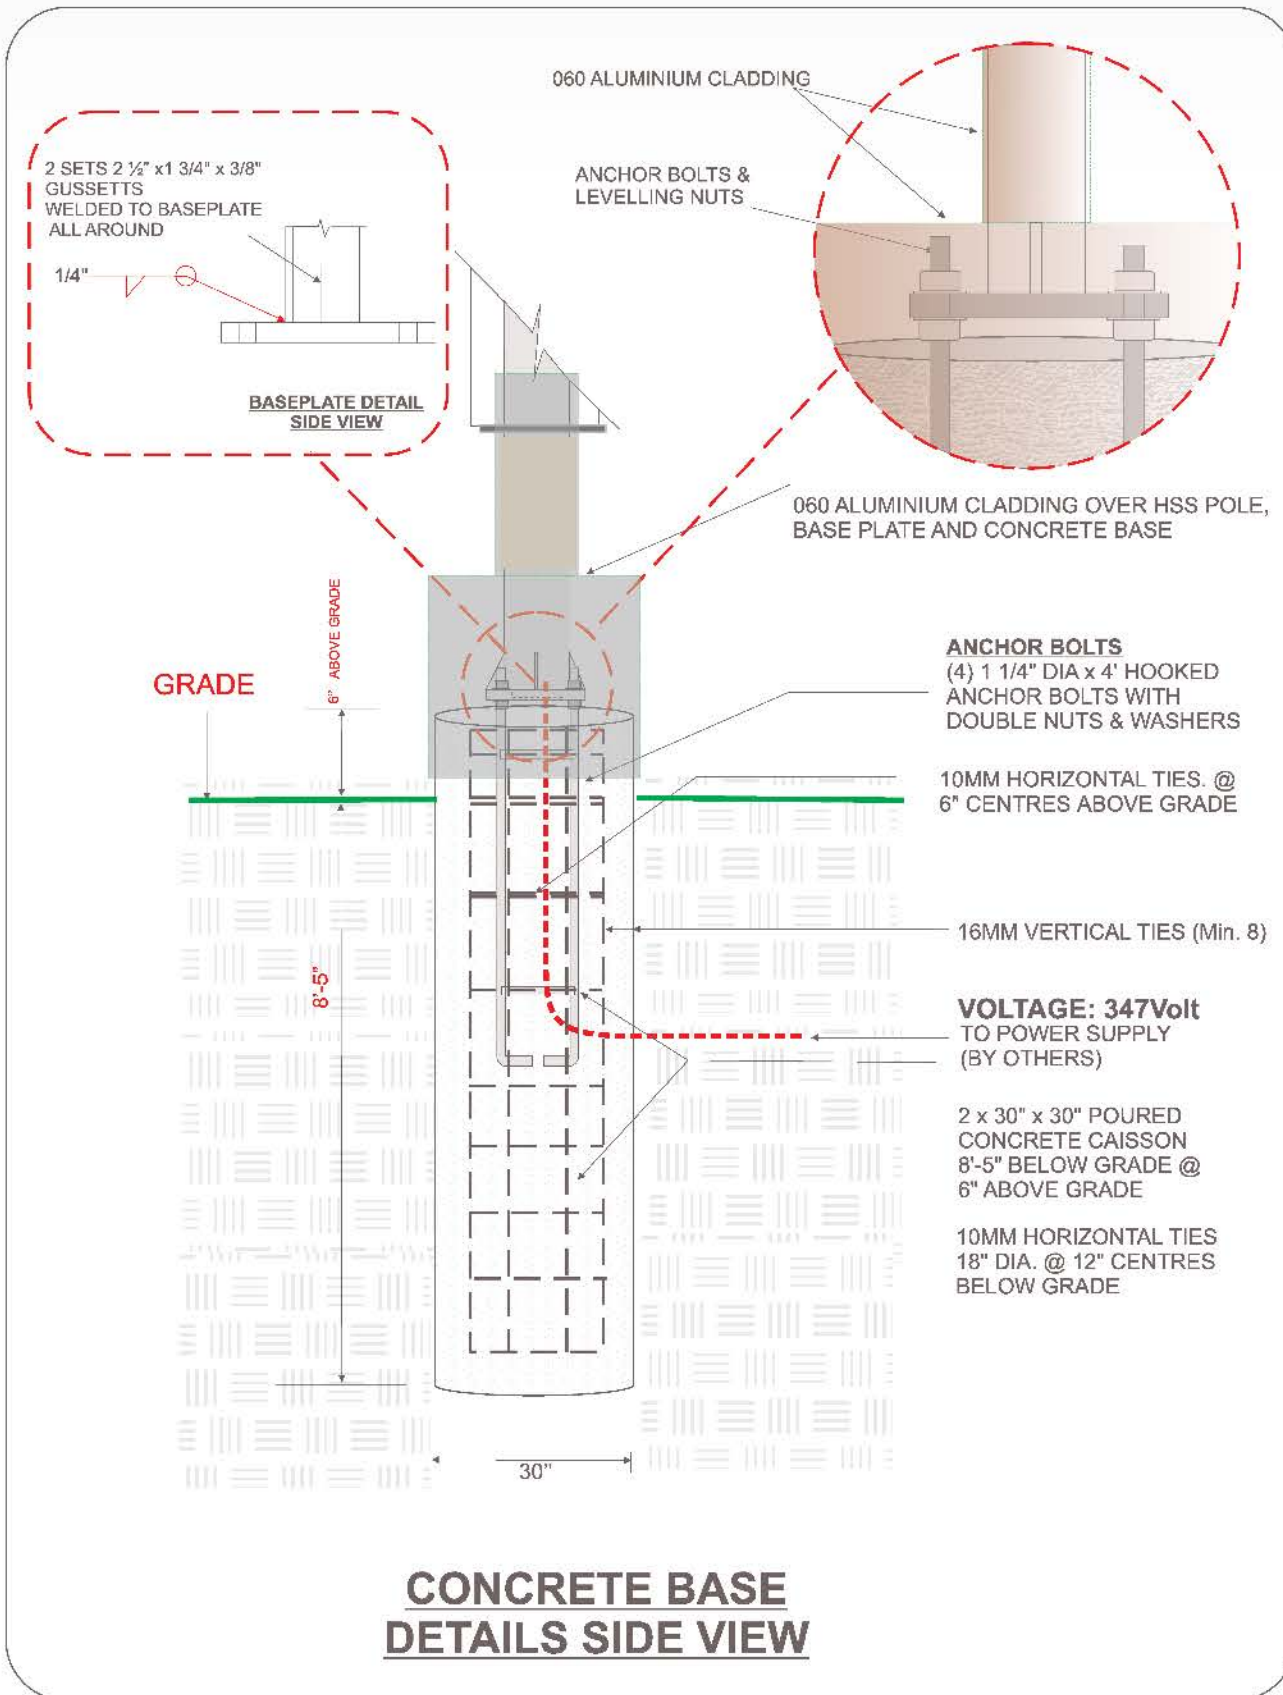 060 ALUMINIUM CLADDING
2 SETS 2 ½" x1 3/4" x 3/8"
GUSSETTS
WELDED TO BASEPLATE
ALL AROUND
1/4"
BASEPLATE DETAIL
SIDE VIEW
ANCHOR BOLTS &
LEVELLING NUTS
060 ALUMINIUM CLADDING OVER HSS POLE,
BASE PLATE AND CONCRETE BASE
6" ABOVE GRADE
GRADE
ANCHOR BOLTS
(4) 1 1/4" DIA x 4' HOOKED
ANCHOR BOLTS WITH
DOUBLE NUTS & WASHERS
10MM HORIZONTAL TIES. @
6" CENTRES ABOVE GRADE
16MM VERTICAL TIES (Min. 8)
8'-5"
VOLTAGE: 347Volt
TO POWER SUPPLY
(BY OTHERS)
2 x 30" x 30" POURED
CONCRETE CAISSON
8'-5" BELOW GRADE @
6" ABOVE GRADE
10MM HORIZONTAL TIES
18" DIA. @ 12" CENTRES
BELOW GRADE
30"
CONCRETE BASE
DETAILS SIDE VIEW